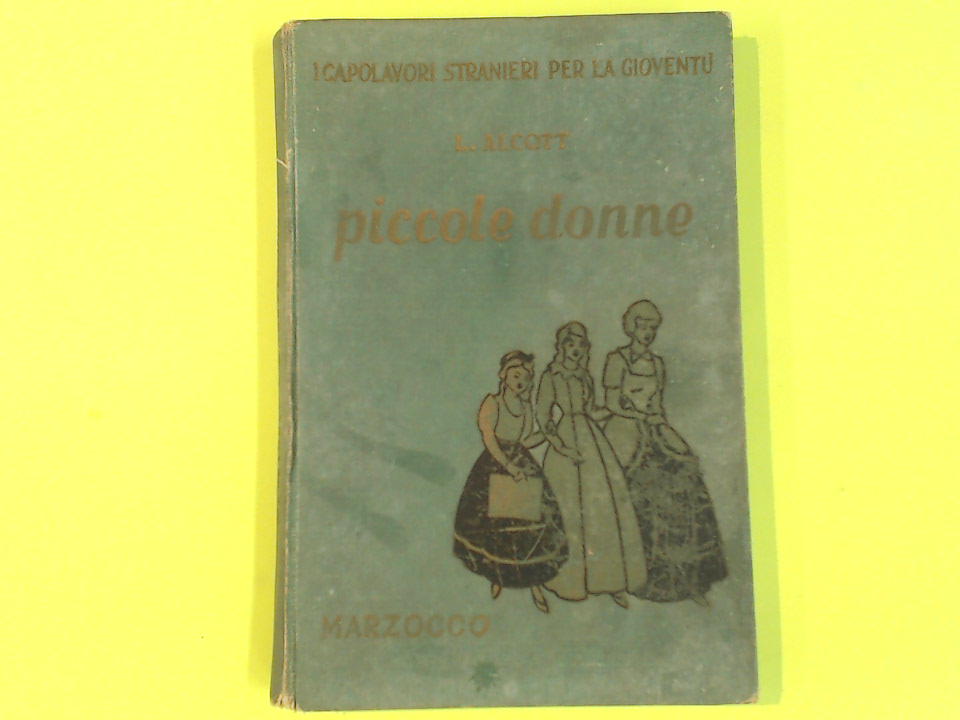 I CAPOLAVORI STRANIERI PER LA GIOVENTÙ
L. ALCOTT
piccole donne
MARZOCCO